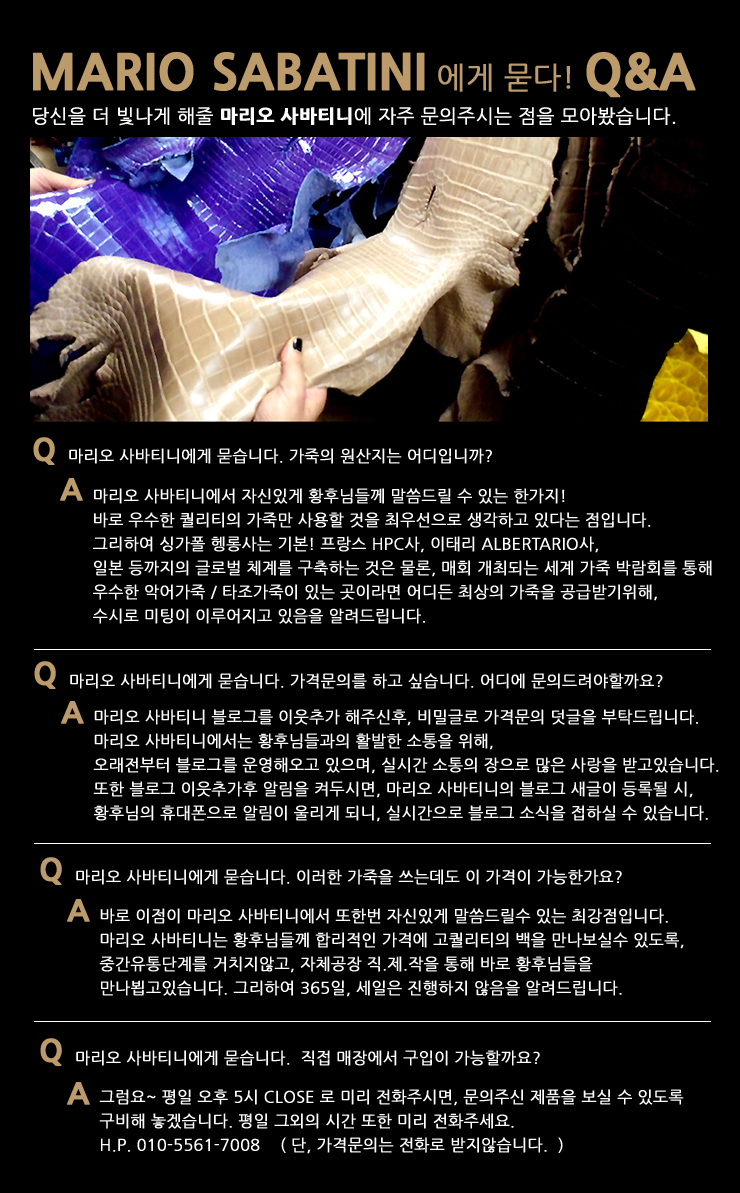 MARIO SABATINI 에게 묻다! Q&A
당신을 더 빛나게 해줄 마리오 사바티니에 자주 문의주시는 점을 모아봤습니다.
Q 마리오 사바티니에게 묻습니다. 가죽의 원산지는 어디입니까?
A 마리오 사바티니에서 자신있게 황후님들께 말씀드릴 수 있는 한가지!
바로 우수한 퀄리티의 가죽만 사용할 것을 최우선으로 생각하고 있다는 점입니다.
그리하여 싱가폴 헹롱사는 기본! 프랑스 HPC사, 이태리 ALBERTARIO사,
일본 등까지의 글로벌 체계를 구축하는 것은 물론, 매회 개최되는 세계 가죽 박람회를 통해
우수한 악어가죽 / 타조가죽이 있는 곳이라면 어디든 최상의 가죽을 공급받기위해,
수시로 미팅이 이루어지고 있음을 알려드립니다.
Q 마리오 사바티니에게 묻습니다. 가격문의를 하고 싶습니다. 어디에 문의드려야할까요?
A 마리오 사바티니 블로그를 이웃추가 해주신후, 비밀글로 가격문의 덧글을 부탁드립니다.
마리오 사바티니에서는 황후님들과의 활발한 소통을 위해,
오래전부터 블로그를 운영해오고 있으며, 실시간 소통의 장으로 많은 사랑을 받고있습니다.
또한 블로그 이웃추가후 알림을 켜두시면, 마리오 사바티니의 블로그 새글이 등록될 시,
황후님의 휴대폰으로 알림이 울리게 되니, 실시간으로 블로그 소식을 접하실 수 있습니다.
Q 마리오 사바티니에게 묻습니다. 이러한 가죽을 쓰는데도 이 가격이 가능한가요?
A 바로 이점이 마리오 사바티니에서 또한번 자신있게 말씀드릴수 있는 최강점입니다.
마리오 사바티니는 황후님들께 합리적인 가격에 고퀄리티의 백을 만나보실수 있도록,
중간유통단계를 거치지않고, 자체공장 직.제.작을 통해 바로 황후님들을
만나뵙고있습니다. 그리하여 365일, 세일은 진행하지 않음을 알려드립니다.
Q 마리오 사바티니에게 묻습니다. 직접 매장에서 구입이 가능할까요?
A 그럼요~ 평일 오후 5시 CLOSE 로 미리 전화주시면, 문의주신 제품을 보실 수 있도록
구비해 놓겠습니다. 평일 그외의 시간 또한 미리 전화주세요.
H.P. 010-5561-7008 ( 단, 가격문의는 전화로 받지않습니다. )